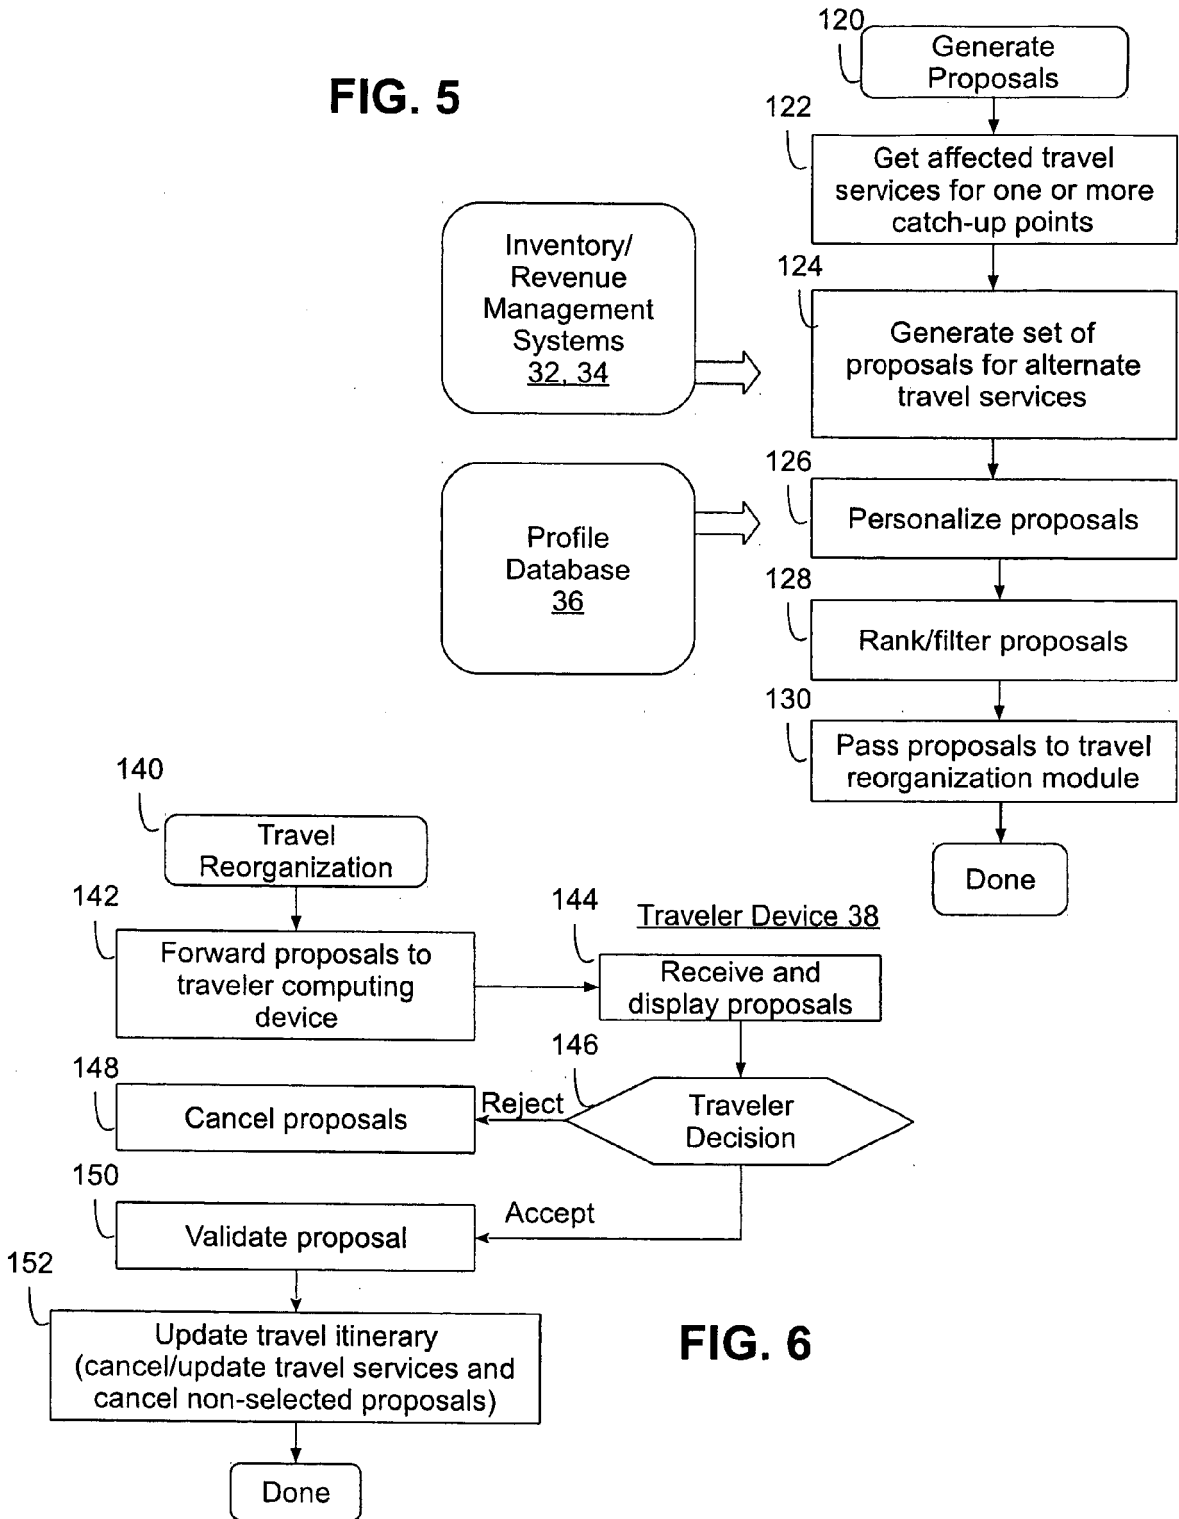 FIG. 5
120
Generate
Proposals
122
Get affected travel
services for one or more
catch-up points
Inventory/
Revenue
Management
Systems
32, 34
124
Generate set of
proposals for alternate
travel services
Profile
Database
36
126
Personalize proposals
128
Rank/filter proposals
130
Pass proposals to travel
reorganization module
Done
140
Travel
Reorganization
142
Forward proposals to
traveler computing
device
144
Traveler Device 38
Receive and
display proposals
146
Traveler
Decision
Reject
148
Cancel proposals
Accept
150
Validate proposal
152
Update travel itinerary
(cancel/update travel services and
cancel non-selected proposals)
Done
FIG. 6